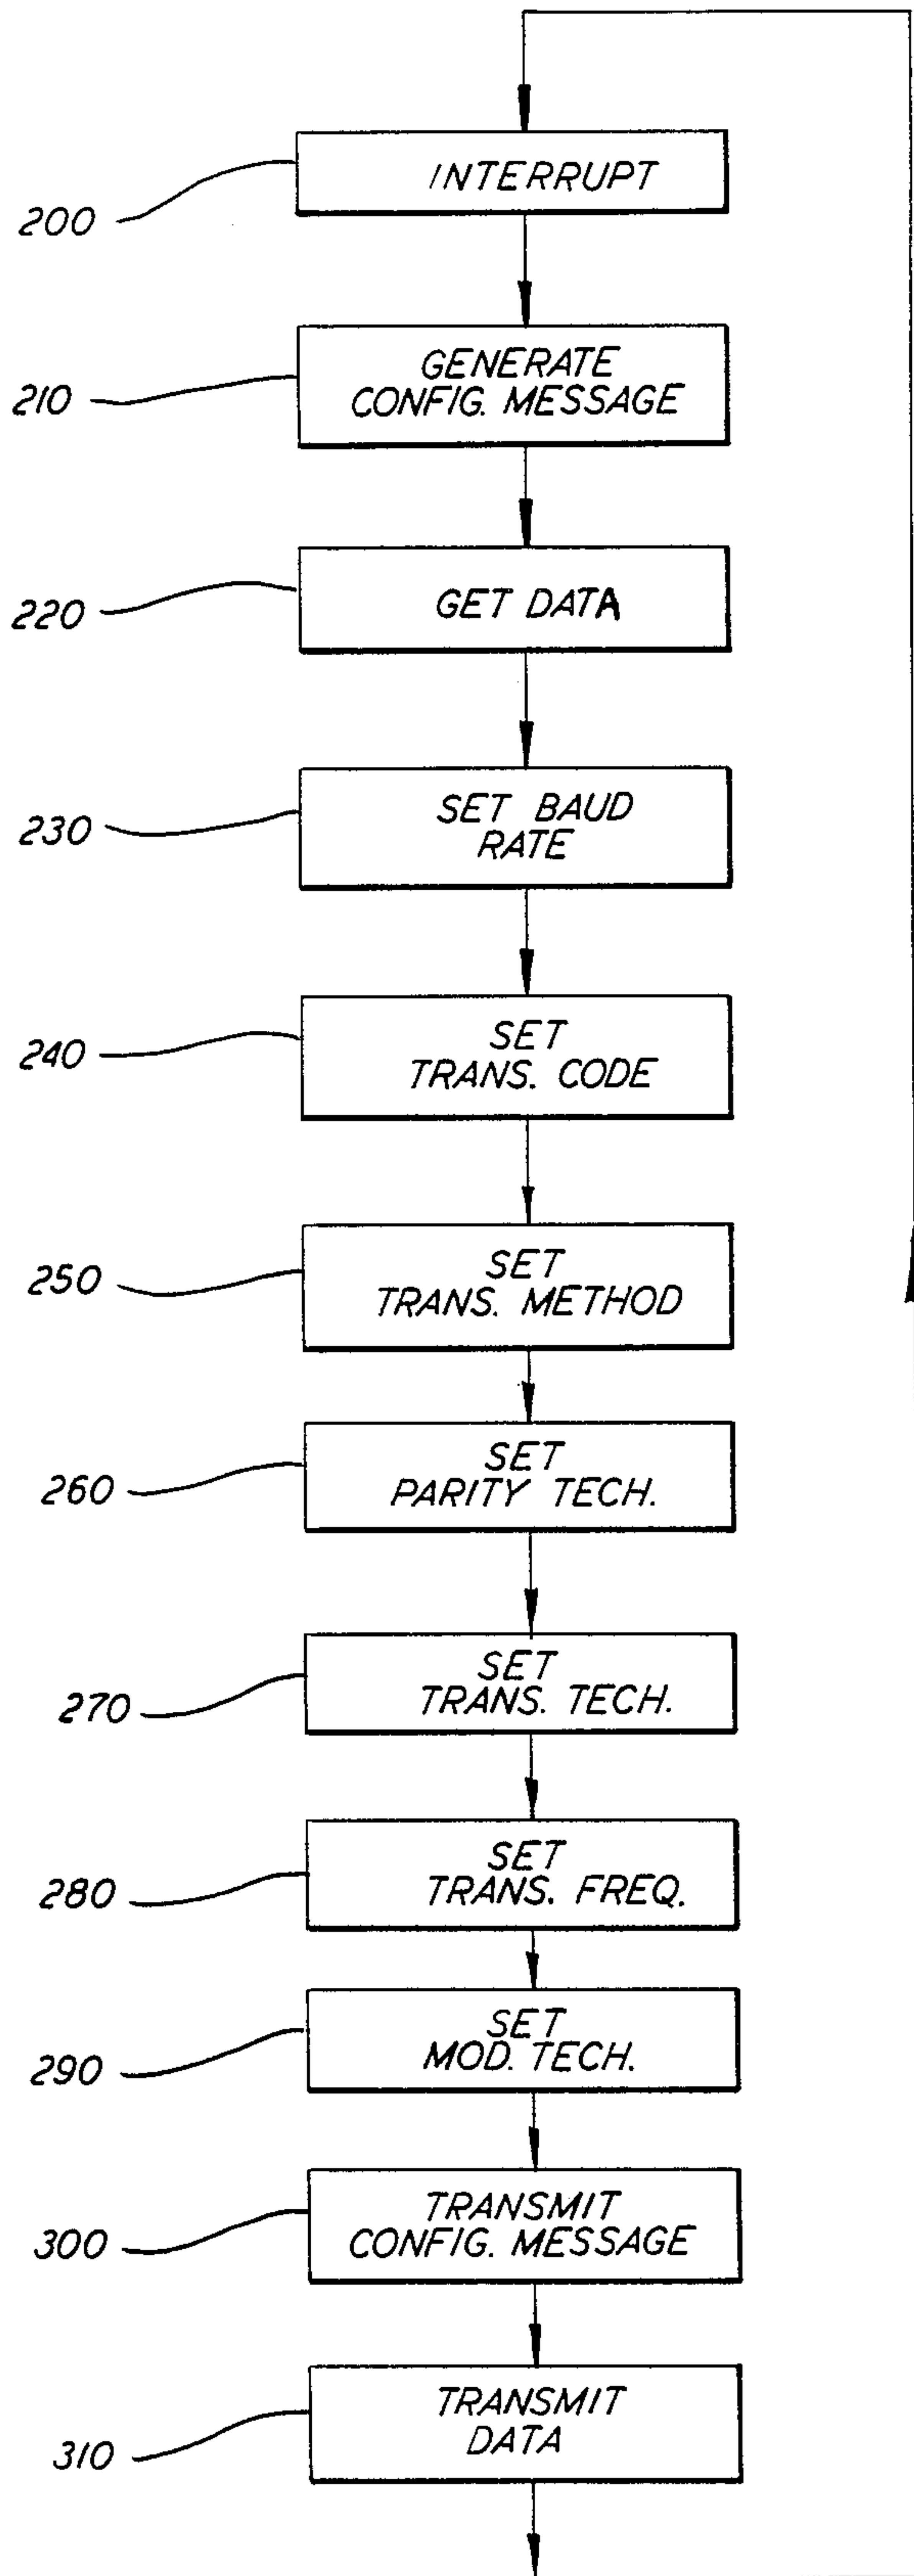 INTERRUPT
200
GENERATE
CONFIG. MESSAGE
210
GET DATA
220
SET BAUD
RATE
230
SET
TRANS. CODE
240
SET
TRANS. METHOD
250
SET
PARITY TECH.
260
SET
TRANS. TECH.
270
SET
TRANS. FREQ.
280
SET
MOD. TECH.
290
TRANSMIT
CONFIG. MESSAGE
300
TRANSMIT
DATA
310